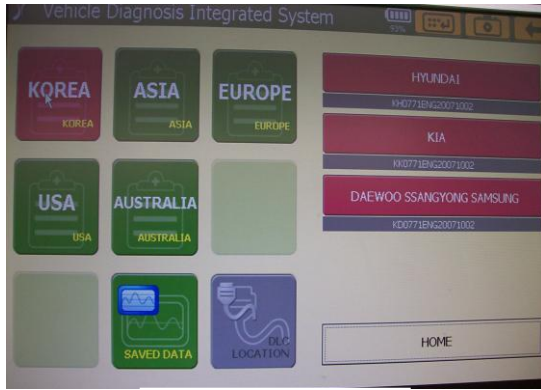 Vehicle Diagnosis Integrated System
93%
KOREA
KOREA
ASIA
ASIA
EUROPE
EUROPE
USA
USA
AUSTRALIA
AUSTRALIA
SAVED DATA
DLC
LOCATION
HYUNDAI
KH0771ENG20071002
KIA
KK0771ENG20071002
DAEWOO SSANGYONG SAMSUNG
KD0771ENG20071002
HOME